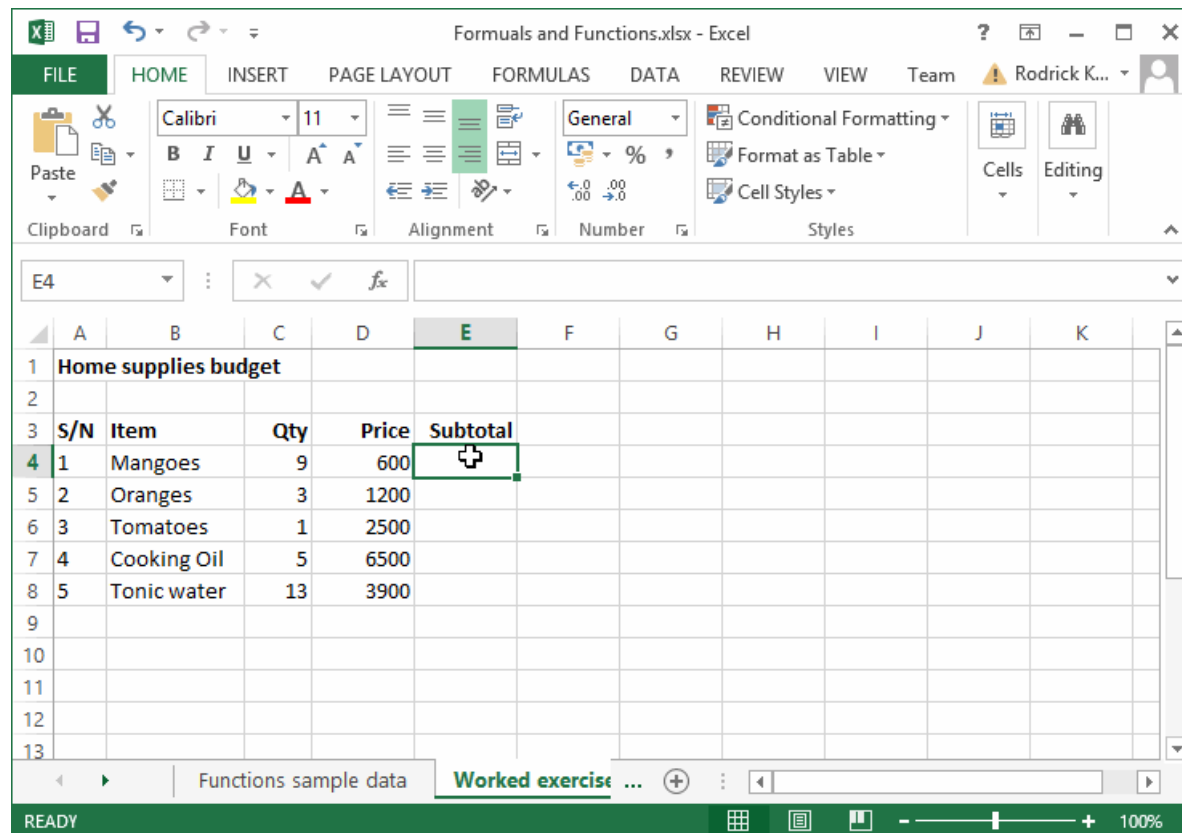 Formuals and Functions.xlsx - Excel ?
FILE HOME INSERT PAGE LAYOUT FORMULAS DATA REVIEW VIEW Team Rodrick K...
Paste Calibri 11 General Conditional Formatting
B I U A A % , Format as Table Cells Editing
A Cell Styles
Clipboard Font Alignment Number Styles
E4 fx
A B C D E F G H I J K
1 Home supplies budget
2
3 S/N Item Qty Price Subtotal
4 1 Mangoes 9 600
5 2 Oranges 3 1200
6 3 Tomatoes 1 2500
7 4 Cooking Oil 5 6500
8 5 Tonic water 13 3900
9
10
11
12
13
Functions sample data Worked exercise ...
READY 100%